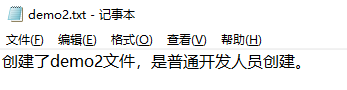 demo2.txt - 记事本
文件(F) 编辑(E) 格式(O) 查看(V) 帮助(H)
创建了demo2文件，是普通开发人员创建。